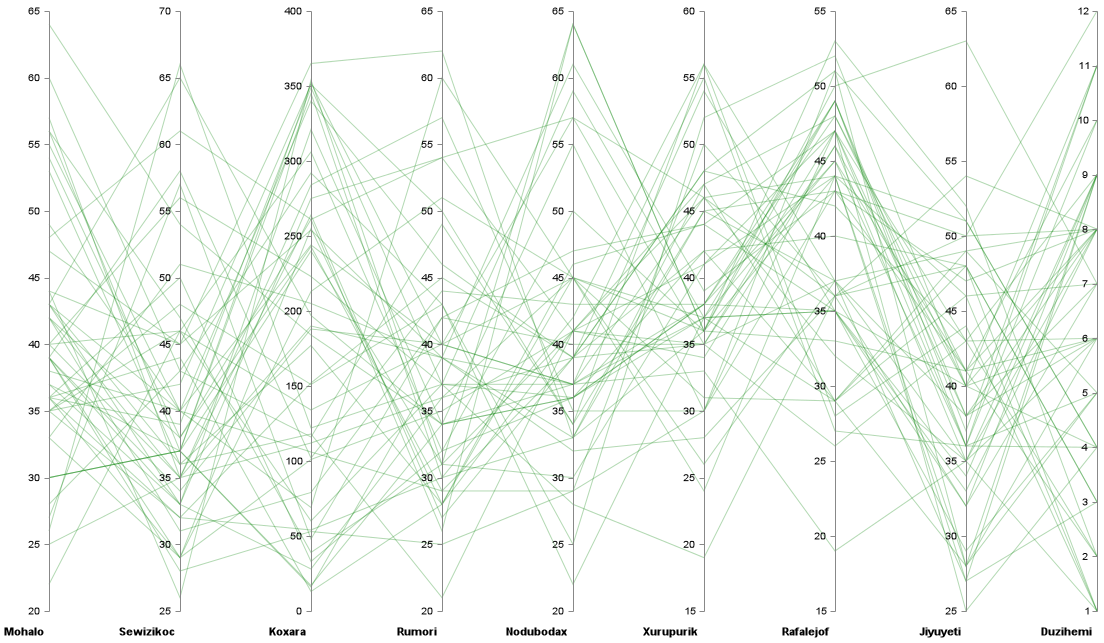 65 70 400 65 65 60 55 65 12
60 65 350 60 60 55 50 60 11
55 60 300 55 55 50 45 55 10
50 55 250 50 50 45 40 50 9
45 50 200 45 45 40 35 45 8
40 45 150 40 40 35 30 40 7
35 40 100 35 35 30 25 35 6
30 35 50 30 30 25 20 30 5
25 30 0 25 25 20 15 25 4
20 25 20 20 15 3
2
1
Mohalo Sewizikoc Koxara Rumori Nodubodax Xurupurik Rafalejof Jiyuyeti Duzihemi